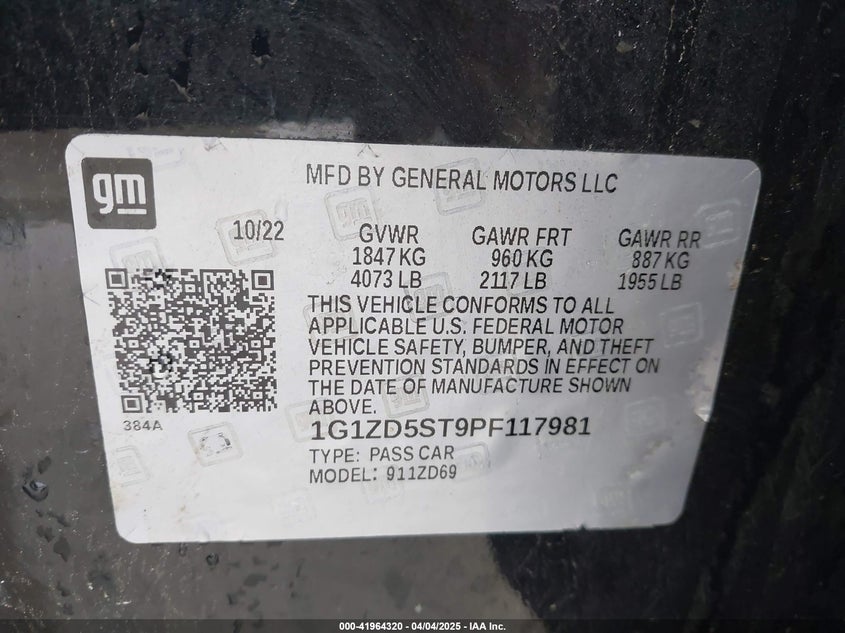 gm
MFD BY GENERAL MOTORS LLC
10/22 GVWR GAWR FRT GAWR RR
1847 KG 960 KG 887 KG
4073 LB 2117 LB 1955 LB
THIS VEHICLE CONFORMS TO ALL
APPLICABLE U.S. FEDERAL MOTOR
VEHICLE SAFETY, BUMPER, AND THEFT
PREVENTION STANDARDS IN EFFECT ON
THE DATE OF MANUFACTURE SHOWN
ABOVE.
384A
1G1ZD5ST9PF117981
TYPE: PASS CAR
MODEL: 911ZD69
000-41964320 - 04/04/2025 - IAA Inc.